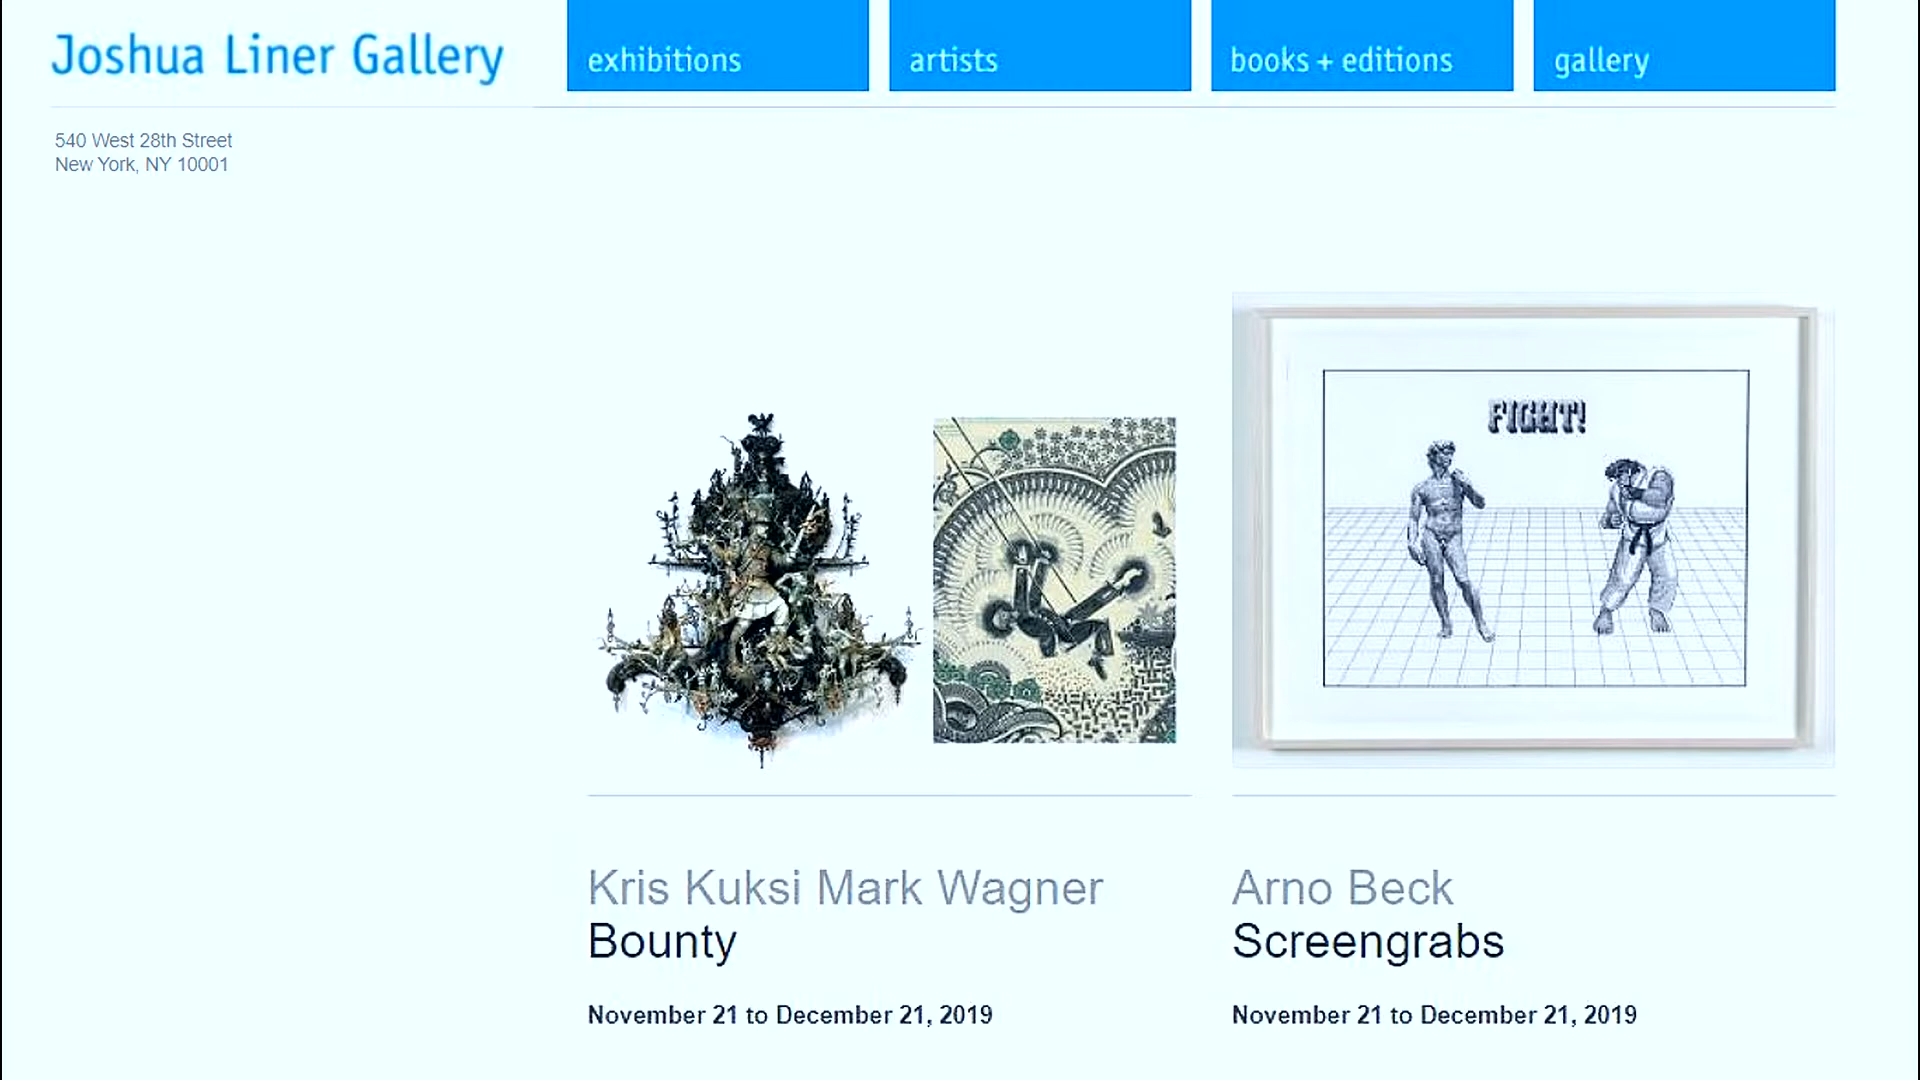 Joshua Liner Gallery
exhibitions
artists
books + editions
gallery
540 West 28th Street
New York, NY 10001
FIGHT!
Kris Kuksi Mark Wagner
Bounty
November 21 to December 21, 2019
Arno Beck
Screengrabs
November 21 to December 21, 2019